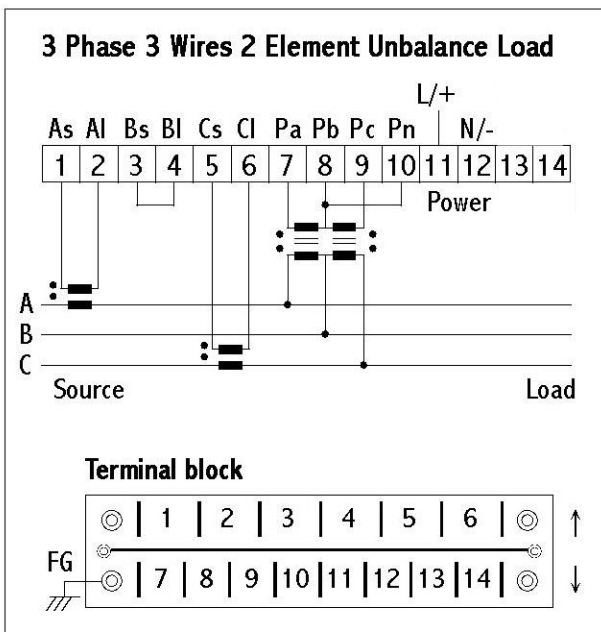 3 Phase 3 Wires 2 Element Unbalance Load
L/+
As Al Bs Bl Cs Cl Pa Pb Pc Pn N/-
1 2 3 4 5 6 7 8 9 10 11 12 13 14
Power
A
B
C
Source Load
Terminal block
1 2 3 4 5 6
FG
7 8 9 10 11 12 13 14